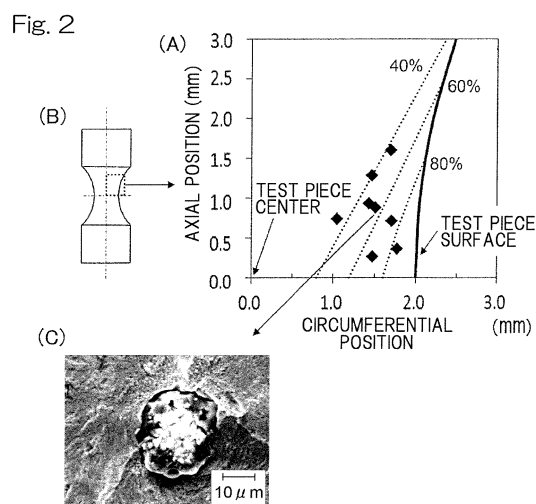 Fig. 2
(A)
(B)
3.0
2.5
2.0
1.5
1.0
0.5
0.0
AXIAL POSITION (mm)
40%
60%
80%
TEST PIECE
CENTER
TEST PIECE
SURFACE
0.0
1.0
2.0
3.0
CIRCUMFERENTIAL
POSITION
(mm)
(C)
10 μm